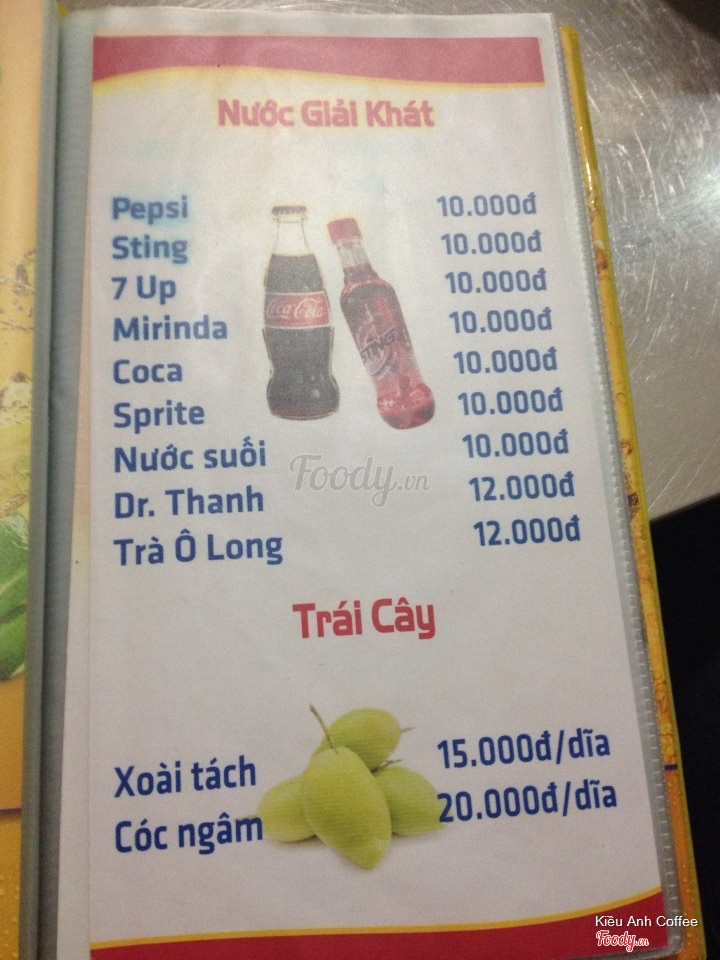 Nước Giải Khát
Pepsi 10.000đ
Sting 10.000đ
7 Up 10.000đ
Mirinda 10.000đ
Coca 10.000đ
Sprite 10.000đ
Nước suối 10.000đ
Dr. Thanh 12.000đ
Trà Ô Long 12.000đ
Coca-Cola
STING
Foody.vn
Trái Cây
Xoài tách 15.000đ/dĩa
Cóc ngâm 20.000đ/dĩa
Kiều Anh Coffee
Foody.vn